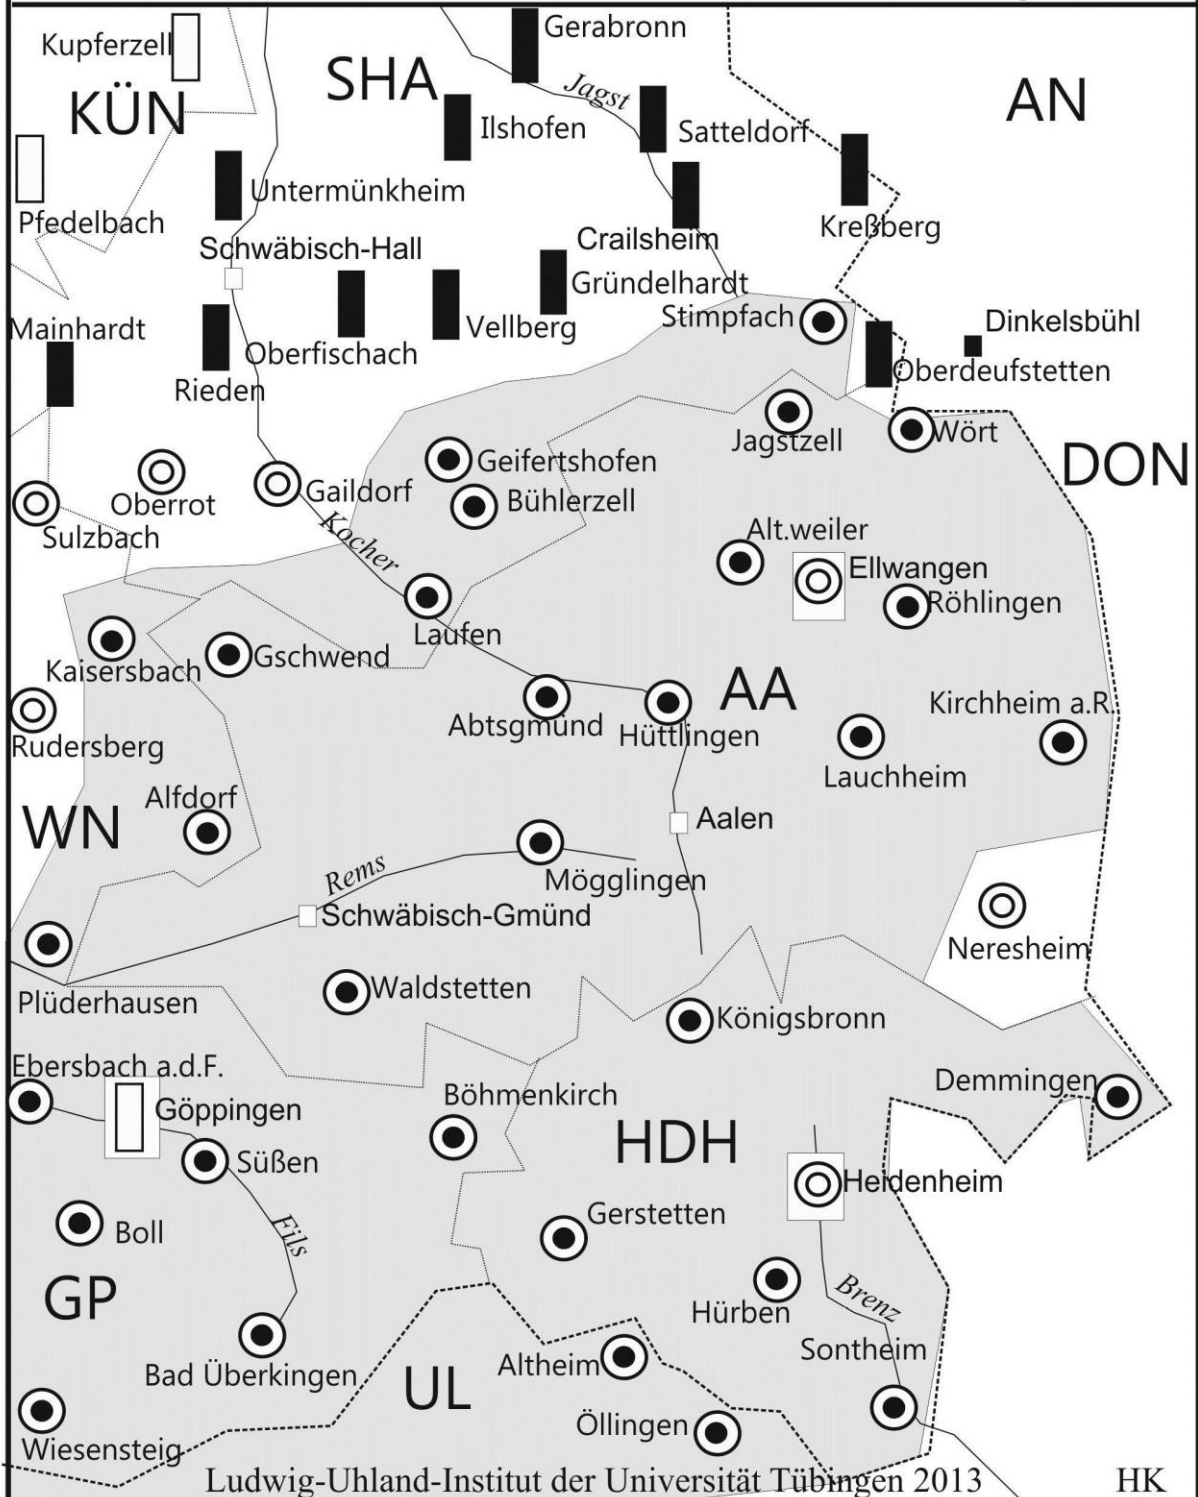 Gerabronn
Kupferzell
SHA
KÜN
AN
Jagst
Ilshofen
Satteldorf
Untermünkheim
Pfedelbach
Kreßberg
Schwäbisch-Hall
Crailsheim
Gründelhardt
Stimpfach
Mainhardt
Vellberg
Dinkelsbühl
Oberfischach
Oberdeufstetten
Rieden
Jagstzell
Wört
DON
Geifertshofen
Gaildorf
Bühlerzell
Oberrot
Sulzbach
Kocher
Alt.weiler
Ellwangen
Röhlingen
Laufen
Gschwend
Kaisersbach
AA
Kirchheim a.R.
Abtsgmünd
Hüttlingen
Rudersberg
Lauchheim
Alfdorf
WN
Aalen
Rems
Mögglingen
Schwäbisch-Gmünd
Neresheim
Waldstetten
Plüderhausen
Königsbronn
Ebersbach a.d.F.
Demmingen
Böhmenkirch
Göppingen
HDH
Süßen
Heidenheim
Gerstetten
Boll
Fils
GP
Brenz
Hürben
Sontheim
Altheim
Bad Überkingen
UL
Öllingen
Wiesensteig
Ludwig-Uhland-Institut der Universität Tübingen 2013
HK